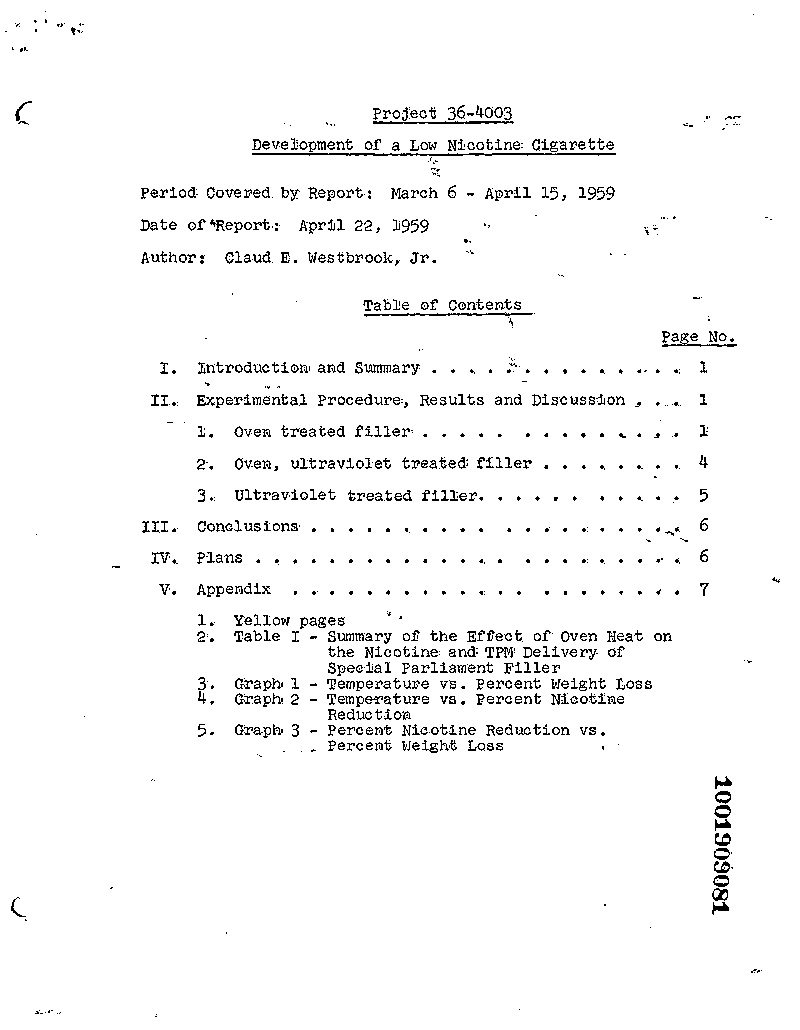 Project 36-4003
Development of a Low Nicotine Cigarette
Period Covered by Report: March 6 - April 15, 1959
Date of Report: April 22, 1959
Author: Claud E. Westbrook, Jr.
Table of Contents
Page No.
I. Introduction and Summary . . . . . . . . . . . . . . 1
II. Experimental Procedure, Results and Discussion . . . . 1
1. Oven treated filler . . . . . . . . . . . . . . . 1
2. Oven, ultraviolet treated filler . . . . . . . . 4
3. Ultraviolet treated filler. . . . . . . . . . . . 5
III. Conclusions . . . . . . . . . . . . . . . . . . . . . 6
IV. Plans . . . . . . . . . . . . . . . . . . . . . . . . 6
V. Appendix . . . . . . . . . . . . . . . . . . . . . . 7
1. Yellow pages
2. Table I - Summary of the Effect of Oven Heat on
the Nicotine and TPM Delivery of
Special Parliament Filler
3. Graph 1 - Temperature vs. Percent Weight Loss
4. Graph 2 - Temperature vs. Percent Nicotine
Reduction
5. Graph 3 - Percent Nicotine Reduction vs.
Percent Weight Loss
1001909081